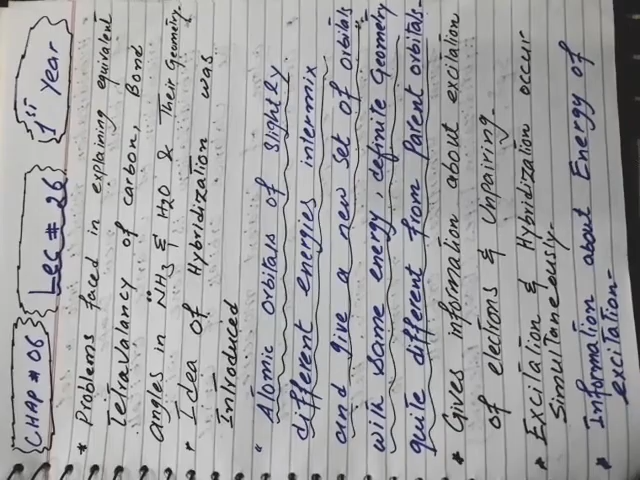 CHAP # 06 Lec # 26 1st Year
* Problems faced in explaining equivalent
Tetravalancy of carbon, Bond
angles in N̈H3 & H2O & Their Geometry.
* Idea of Hybridization was
Introduced
" Atomic orbitals of slightly
different energies intermix
and give a new set of orbitals
with same energy, definite Geometry
quite different from Patent orbitals.
* Gives information about excitation
of electrons & Unpairing.
* Excitation & Hybridization occur
Simultaneously.
* Information about Energy of
excitation-